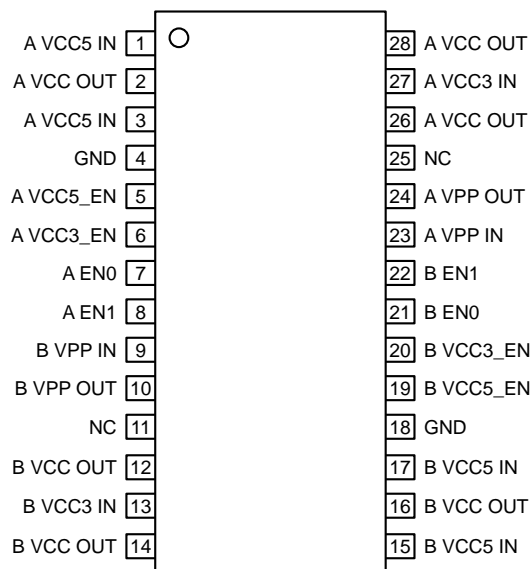 A VCC5 IN 1 28 A VCC OUT
A VCC OUT 2 27 A VCC3 IN
A VCC5 IN 3 26 A VCC OUT
GND 4 25 NC
A VCC5_EN 5 24 A VPP OUT
A VCC3_EN 6 23 A VPP IN
A EN0 7 22 B EN1
A EN1 8 21 B EN0
B VPP IN 9 20 B VCC3_EN
B VPP OUT 10 19 B VCC5_EN
NC 11 18 GND
B VCC OUT 12 17 B VCC5 IN
B VCC3 IN 13 16 B VCC OUT
B VCC OUT 14 15 B VCC5 IN